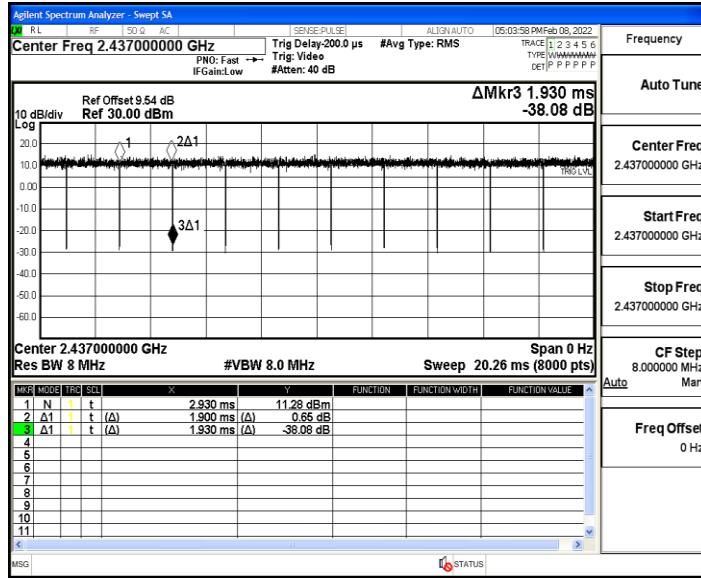 Agilent Spectrum Analyzer - Swept SA
RL RF 50 Ω AC SENSE:PULSE ALIGN AUTO 05:03:58 PM Feb 08, 2022
Center Freq 2.437000000 GHz
PNO: Fast
IFGain:Low
Trig Delay-200.0 µs
Trig: Video
#Atten: 40 dB
#Avg Type: RMS
TRACE 1 2 3 4 5 6
TYPE WWWWWW
DET P P P P P P
Ref Offset 9.54 dB
10 dB/div Ref 30.00 dBm
ΔMkr3 1.930 ms
-38.08 dB
Log
20.0
10.0
0.00
-10.0
-20.0
-30.0
-40.0
-50.0
-60.0
1
2Δ1
3Δ1
TRIG LVL
Center 2.437000000 GHz Span 0 Hz
Res BW 8 MHz #VBW 8.0 MHz Sweep 20.26 ms (8000 pts)
MKR MODE TRC SCL X Y FUNCTION FUNCTION WIDTH FUNCTION VALUE
1 N 1 t 2.930 ms 11.28 dBm
2 Δ1 1 t (Δ) 1.900 ms (Δ) 0.65 dB
3 Δ1 1 t (Δ) 1.930 ms (Δ) -38.08 dB
4
5
6
7
8
9
10
11
MSG STATUS
Frequency
Auto Tune
Center Freq
2.437000000 GHz
Start Freq
2.437000000 GHz
Stop Freq
2.437000000 GHz
CF Step
8.000000 MHz
Auto Man
Freq Offset
0 Hz